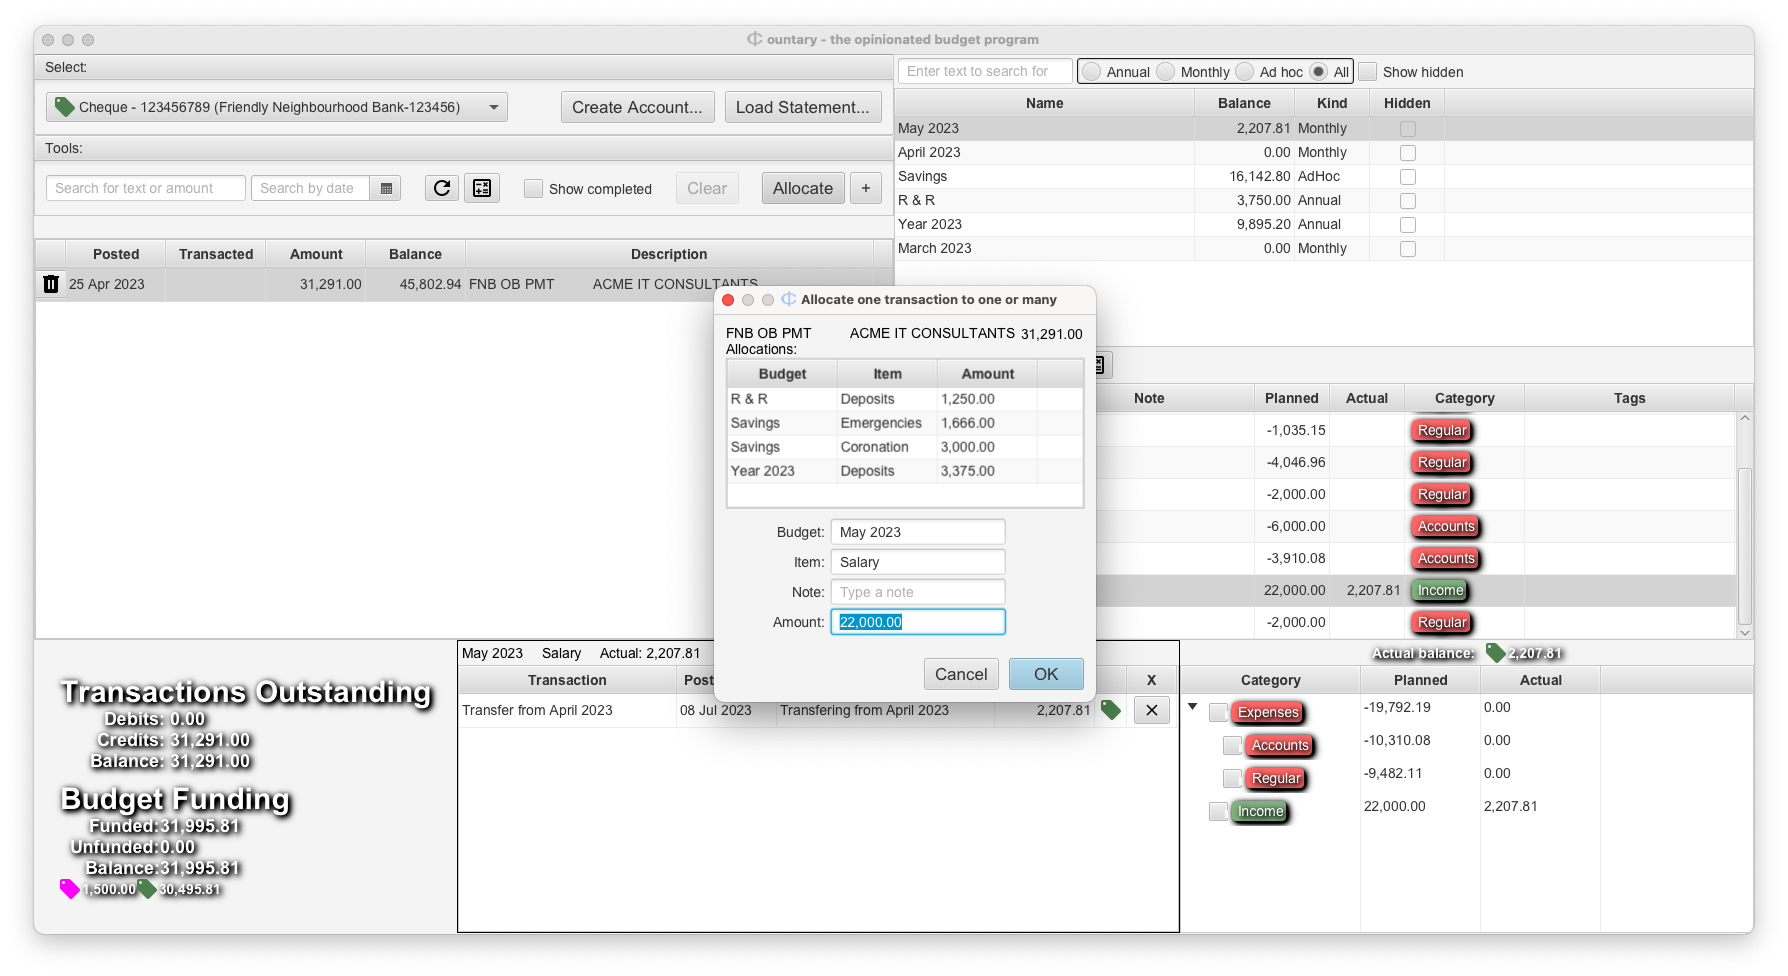 ountary - the opinionated budget program
Select:
Cheque - 123456789 (Friendly Neighbourhood Bank-123456)
Create Account...
Load Statement...
Tools:
Search for text or amount
Search by date
Show completed
Clear
Allocate
+
Posted Transacted Amount Balance Description
25 Apr 2023 31,291.00 45,802.94 FNB OB PMT ACME IT CONSULTANTS
Enter text to search for
Annual Monthly Ad hoc All Show hidden
Name Balance Kind Hidden
May 2023 2,207.81 Monthly
April 2023 0.00 Monthly
Savings 16,142.80 AdHoc
R & R 3,750.00 Annual
Year 2023 9,895.20 Annual
March 2023 0.00 Monthly
Allocate one transaction to one or many
FNB OB PMT ACME IT CONSULTANTS 31,291.00
Allocations:
Budget Item Amount
R & R Deposits 1,250.00
Savings Emergencies 1,666.00
Savings Coronation 3,000.00
Year 2023 Deposits 3,375.00
Budget: May 2023
Item: Salary
Note: Type a note
Amount: 22,000.00
Cancel OK
Note Planned Actual Category Tags
-1,035.15 Regular
-4,046.96 Regular
-2,000.00 Regular
-6,000.00 Accounts
-3,910.08 Accounts
22,000.00 2,207.81 Income
-2,000.00 Regular
Transactions Outstanding
Debits: 0.00
Credits: 31,291.00
Balance: 31,291.00
Budget Funding
Funded:31,995.81
Unfunded:0.00
Balance:31,995.81
1,500.00 30,495.81
May 2023 Salary Actual: 2,207.81
Transaction Post X
Transfer from April 2023 08 Jul 2023 Transfering from April 2023 2,207.81
Actual balance: 2,207.81
Category Planned Actual
Expenses -19,792.19 0.00
Accounts -10,310.08 0.00
Regular -9,482.11 0.00
Income 22,000.00 2,207.81